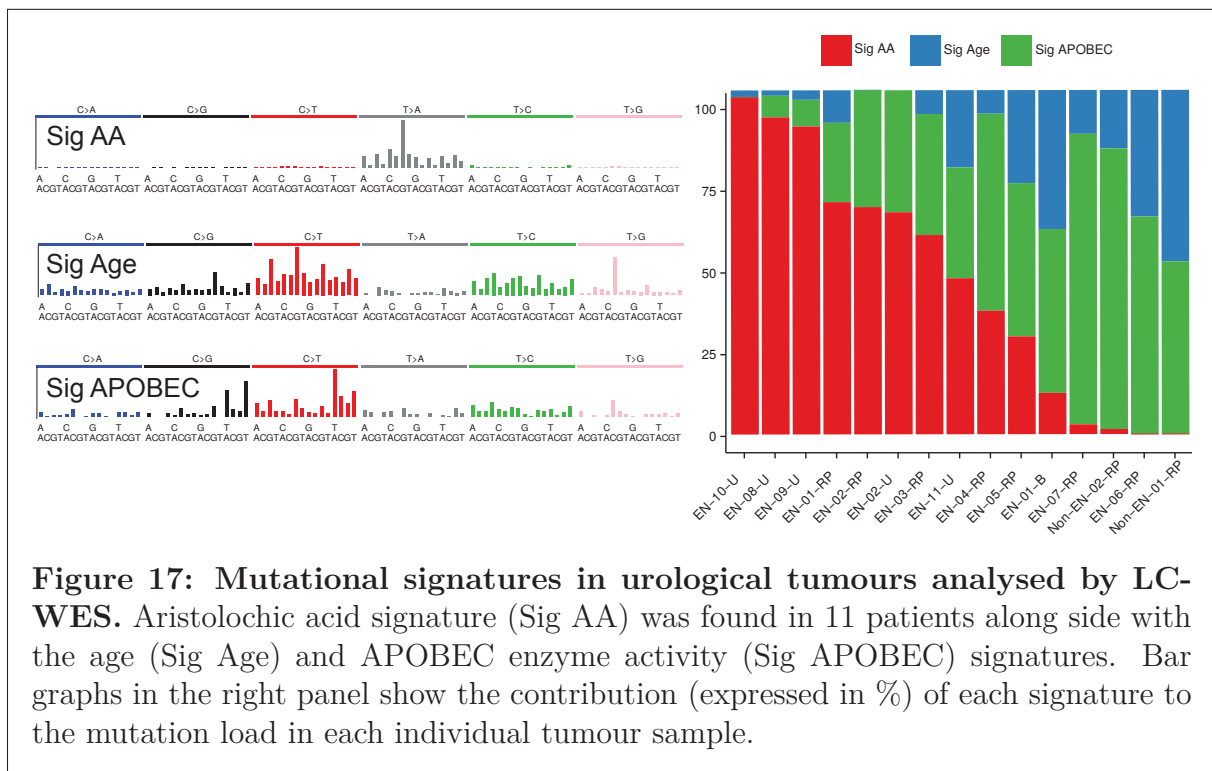 Sig AA Sig Age Sig APOBEC
C>A C>G C>T T>A T>C T>G
Sig AA
A C G T A C G T A C G T A C G T A C G T A C G T
ACGTACGTACGTACGT ACGTACGTACGTACGT ACGTACGTACGTACGT ACGTACGTACGTACGT ACGTACGTACGTACGT ACGTACGTACGTACGT
C>A C>G C>T T>A T>C T>G
Sig Age
A C G T A C G T A C G T A C G T A C G T A C G T
ACGTACGTACGTACGT ACGTACGTACGTACGT ACGTACGTACGTACGT ACGTACGTACGTACGT ACGTACGTACGTACGT ACGTACGTACGTACGT
C>A C>G C>T T>A T>C T>G
Sig APOBEC
A C G T A C G T A C G T A C G T A C G T A C G T
ACGTACGTACGTACGT ACGTACGTACGTACGT ACGTACGTACGTACGT ACGTACGTACGTACGT ACGTACGTACGTACGT ACGTACGTACGTACGT
100
75
50
25
0
EN−10−U
EN−08−U
EN−09−U
EN−01−RP
EN−02−RP
EN−02−U
EN−03−RP
EN−11−U
EN−04−RP
EN−05−RP
EN−01−B
EN−07−RP
Non−EN−02−RP
EN−06−RP
Non−EN−01−RP
Figure 17: Mutational signatures in urological tumours analysed by LC-
WES. Aristolochic acid signature (Sig AA) was found in 11 patients along side with
the age (Sig Age) and APOBEC enzyme activity (Sig APOBEC) signatures. Bar
graphs in the right panel show the contribution (expressed in %) of each signature to
the mutation load in each individual tumour sample.